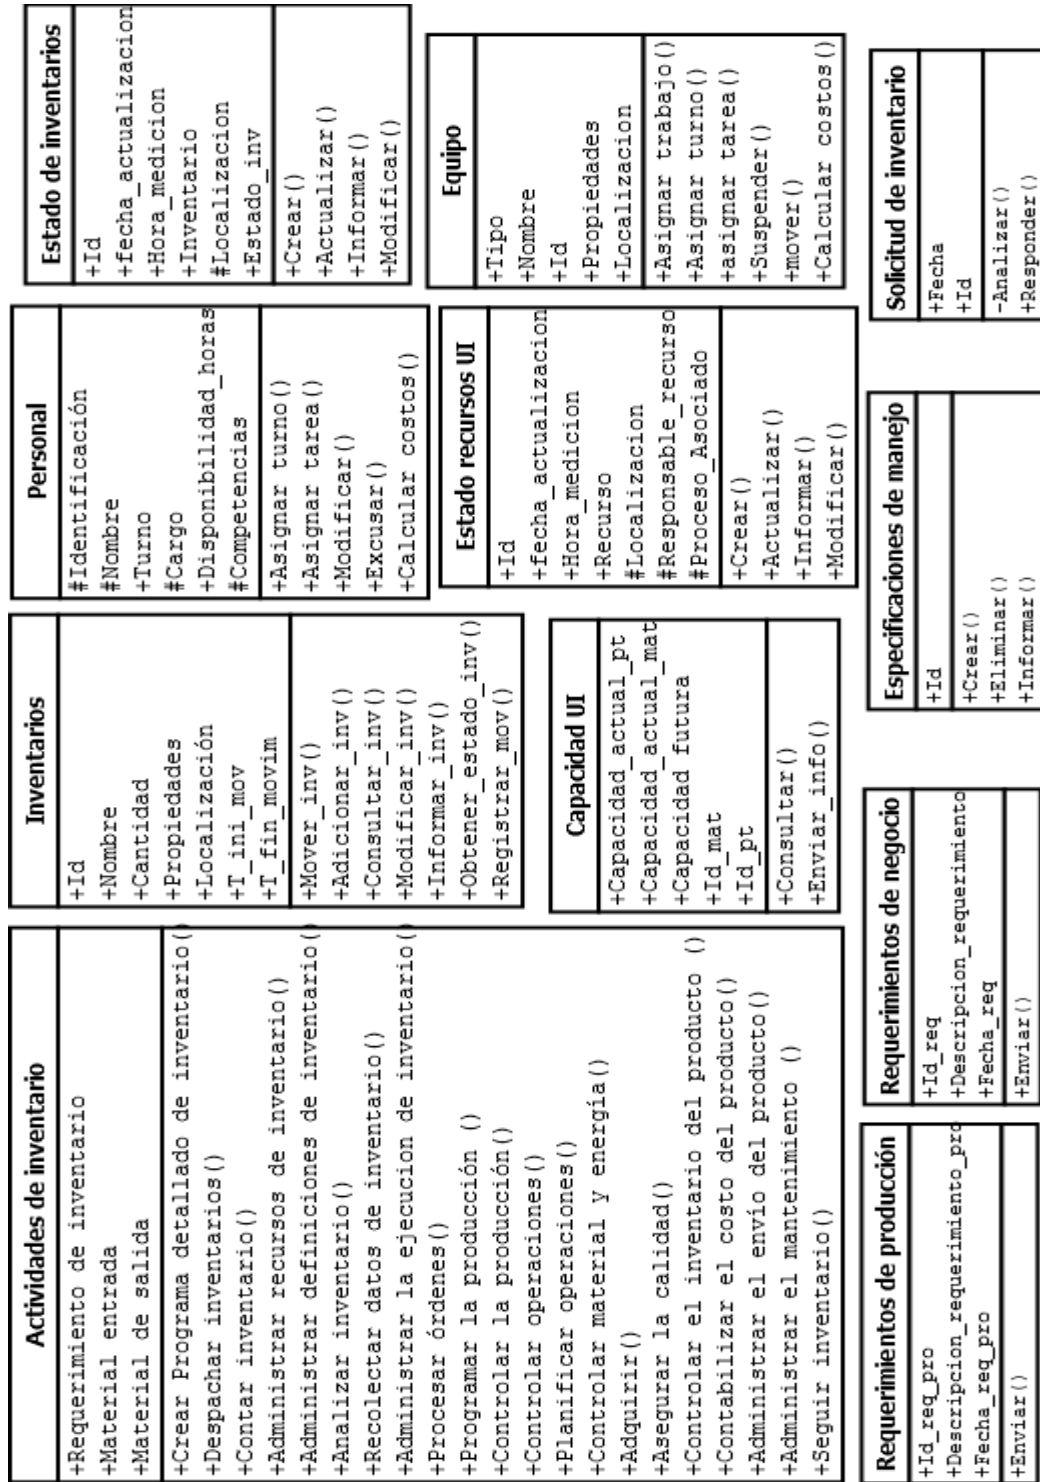 Actividades de inventario
+Requerimiento de inventario
+Material entrada
+Material de salida
+Crear Programa detallado de inventario()
+Despachar inventarios()
+Contar inventario()
+Administrar recursos de inventario()
+Administrar definiciones de inventario()
+Analizar inventario()
+Recolectar datos de inventario()
+Administrar la ejecucion de inventario()
+Procesar órdenes()
+Programar la producción ()
+Controlar la producción()
+Controlar operaciones()
+Planificar operaciones()
+Controlar material y energía()
+Adquirir()
+Asegurar la calidad()
+Controlar el inventario del producto ()
+Contabilizar el costo del producto()
+Administrar el envío del producto()
+Administrar el mantenimiento ()
+Seguir inventario()
Inventarios
+Id
+Nombre
+Cantidad
+Propiedades
+Localización
+T_ini_mov
+T_fin_movim
+Mover_inv()
+Adicionar_inv()
+Consultar_inv()
+Modificar_inv()
+Informar_inv()
+Obtener_estado_inv()
+Registrar_mov()
Personal
#Identificación
#Nombre
+Turno
#Cargo
+Disponibilidad_horas
#Competencias
+Asignar turno()
+Asignar tarea()
+Modificar()
+Excusar()
+Calcular costos()
Estado de inventarios
+Id
+fecha_actualizacion
+Hora_medicion
+Inventario
#Localizacion
+Estado_inv
+Crear()
+Actualizar()
+Informar()
+Modificar()
Capacidad UI
+Capacidad_actual_pt
+Capacidad_actual_mat
+Capacidad futura
+Id_mat
+Id_pt
+Consultar()
+Enviar_info()
Estado recursos UI
+Id
+fecha_actualizacion
+Hora_medicion
+Recurso
#Localizacion
#Responsable_recurso
#Proceso_Asociado
+Crear()
+Actualizar()
+Informar()
+Modificar()
Equipo
+Tipo
+Nombre
+Id
+Propiedades
+Localizacion
+Asignar trabajo()
+Asignar turno()
+asignar tarea()
+Suspender()
+mover()
+Calcular costos()
Requerimientos de producción
+Id_req_pro
+Descripcion_requerimiento_pro
+Fecha_req_pro
+Enviar()
Requerimientos de negocio
+Id_req
+Descripcion_requerimiento
+Fecha_req
+Enviar()
Especificaciones de manejo
+Id
+Crear()
+Eliminar()
+Informar()
Solicitud de inventario
+Fecha
+Id
-Analizar()
+Responder()